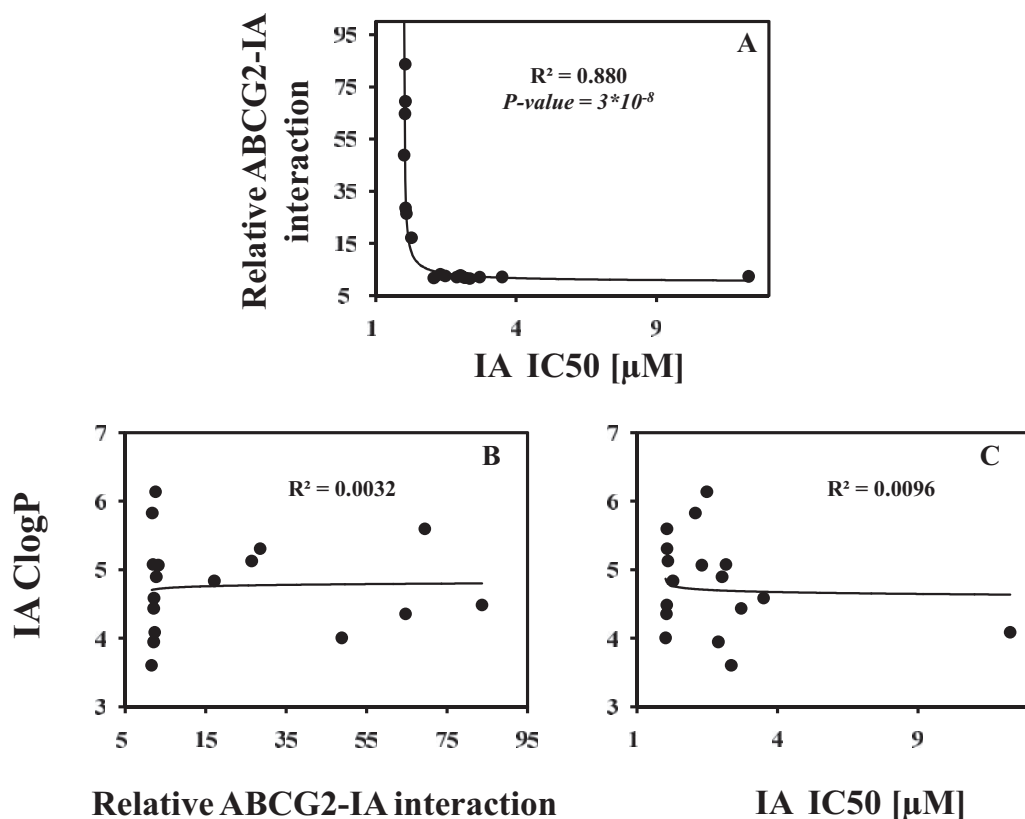 Relative ABCG2-IA
interaction
95
75
55
35
15
5
A
R² = 0.880
P-value = 3*10⁻⁸
1 4 9
IA IC50 [µM]
IA ClogP
7
6
5
4
3
B
R² = 0.0032
5 15 35 55 75 95
Relative ABCG2-IA interaction
7
6
5
4
3
C
R² = 0.0096
1 4 9
IA IC50 [µM]